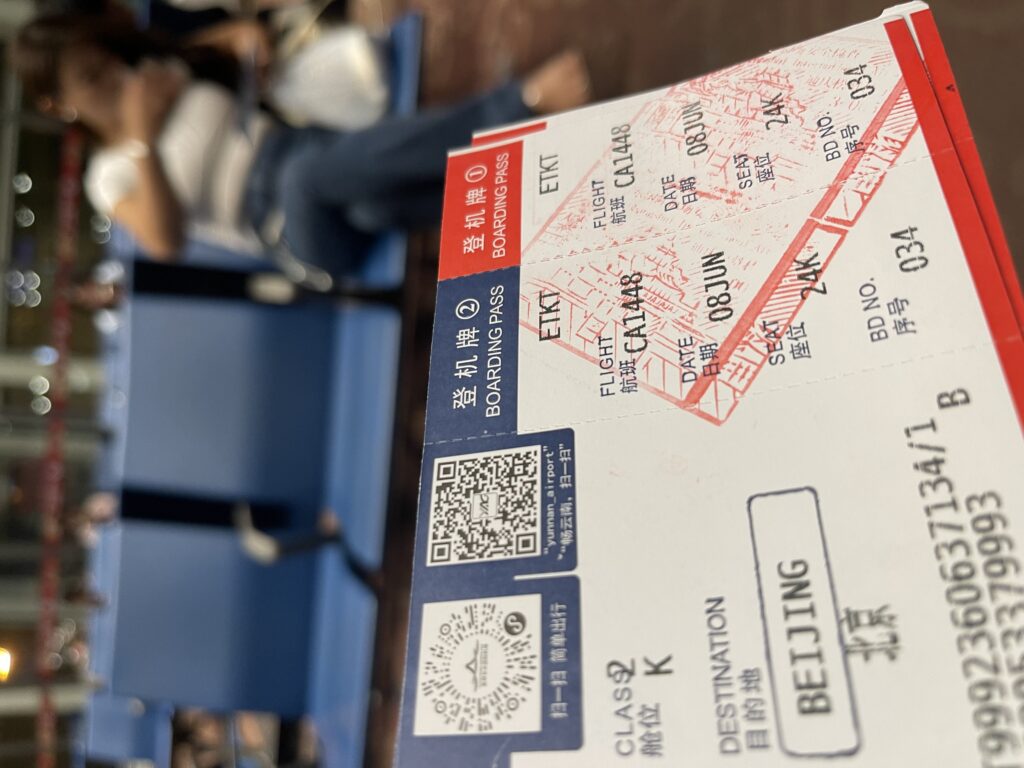 登机牌 ①
BOARDING PASS
ETKT
FLIGHT
航班 CA1448
DATE
日期 08JUN
SEAT
座位 24K
BD NO.
序号 034
登机牌 ②
BOARDING PASS
ETKT
FLIGHT
航班 CA1448
DATE
日期 08JUN
SEAT
座位 24K
BD NO.
序号 034
"yunnan_airport"
"畅云南，扫一扫"
扫一扫 简单出行
CLASS
舱位 K
2
DESTINATION
目的地
BEIJING
北京
B